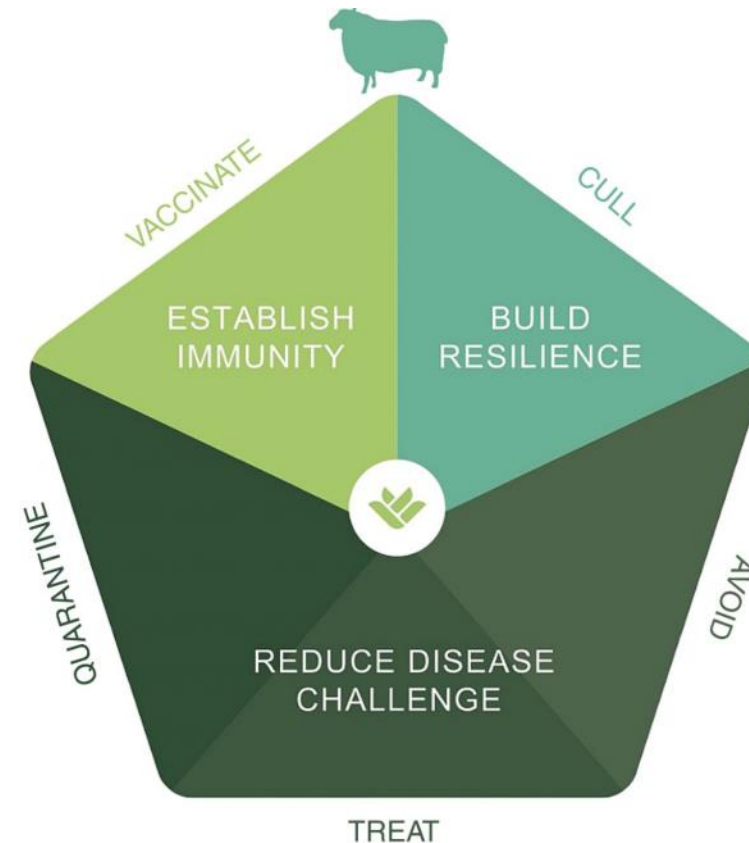 VACCINATE
CULL
ESTABLISH
IMMUNITY
BUILD
RESILIENCE
QUARANTINE
AVOID
REDUCE DISEASE
CHALLENGE
TREAT